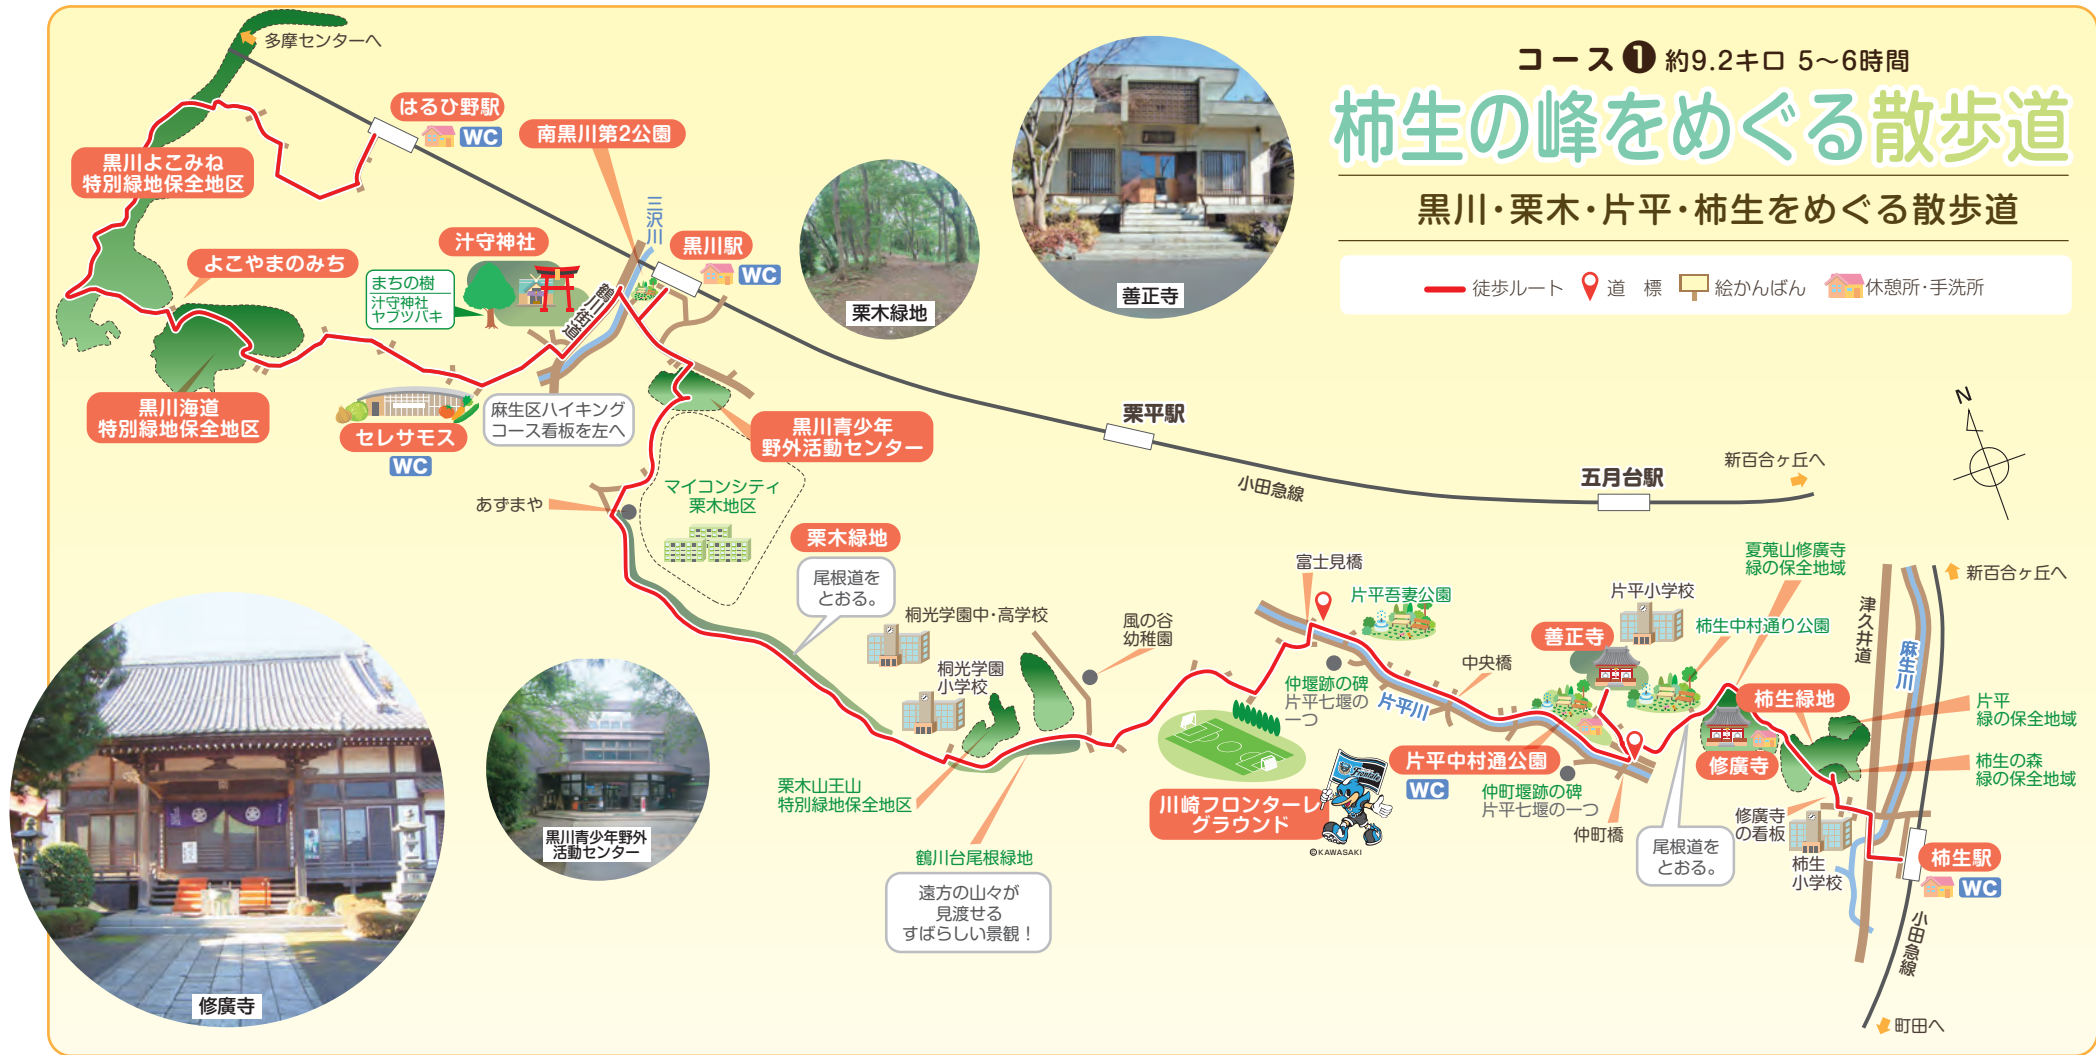 コース❶ 約9.2キロ 5〜6時間
柿生の峰をめぐる散歩道
黒川・栗木・片平・柿生をめぐる散歩道
徒歩ルート
道 標
絵かんばん
休憩所・手洗所
多摩センターへ
はるひ野駅
WC
南黒川第2公園
黒川よこみね
特別緑地保全地区
よこやまのみち
汁守神社
まちの樹
汁守神社
ヤブツバキ
三沢川
鶴川街道
黒川駅
WC
栗木緑地
善正寺
黒川海道
特別緑地保全地区
セレサモス
WC
麻生区ハイキング
コース看板を左へ
黒川青少年
野外活動センター
栗平駅
小田急線
五月台駅
新百合ヶ丘へ
N
あずまや
マイコンシティ
栗木地区
栗木緑地
尾根道を
とおる。
桐光学園中・高学校
桐光学園
小学校
風の谷
幼稚園
富士見橋
片平吾妻公園
仲堰跡の碑
片平七堰の
一つ
片平川
中央橋
善正寺
片平小学校
夏蒐山修廣寺
緑の保全地域
柿生中村通り公園
津久井道
麻生川
新百合ヶ丘へ
柿生緑地
片平
緑の保全地域
修廣寺
柿生の森
緑の保全地域
栗木山王山
特別緑地保全地区
鶴川台尾根緑地
遠方の山々が
見渡せる
すばらしい景観！
川崎フロンターレ
グラウンド
Frontale
©KAWASAKI
片平中村通公園
WC
仲町堰跡の碑
片平七堰の一つ
仲町橋
尾根道を
とおる。
修廣寺
の看板
柿生
小学校
柿生駅
WC
小田急線
町田へ
黒川青少年野外
活動センター
修廣寺